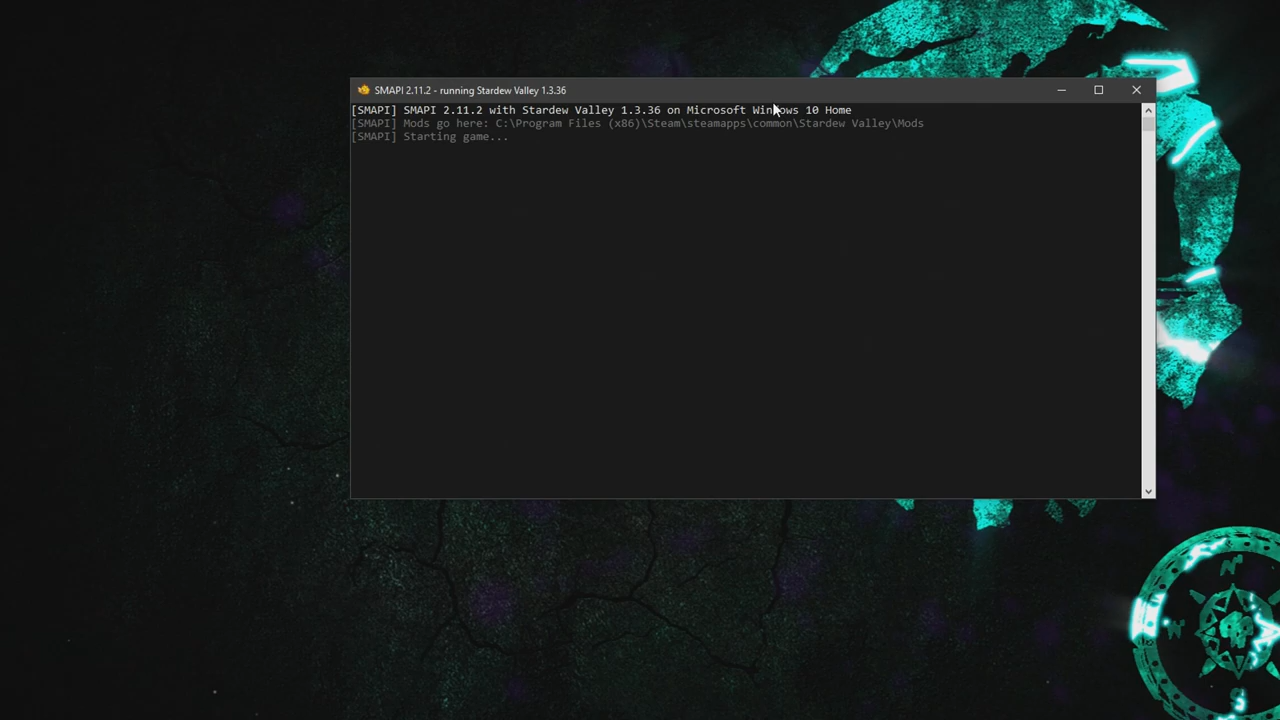 SMAPI 2.11.2 - running Stardew Valley 1.3.36
[SMAPI] SMAPI 2.11.2 with Stardew Valley 1.3.36 on Microsoft Windows 10 Home
[SMAPI] Mods go here: C:\Program Files (x86)\Steam\steamapps\common\Stardew Valley\Mods
[SMAPI] Starting game...
N
W
S